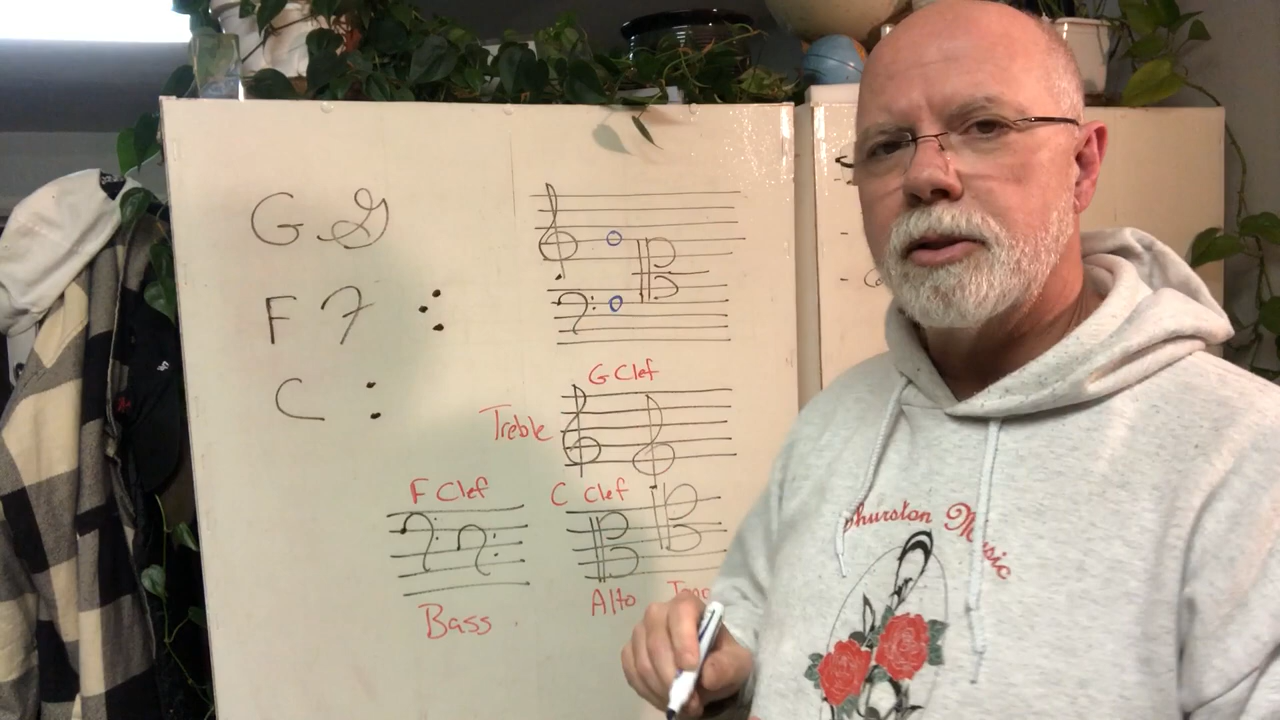 G G
F F
C
G Clef
Treble
F Clef C Clef
Bass Alto
Thurston Music